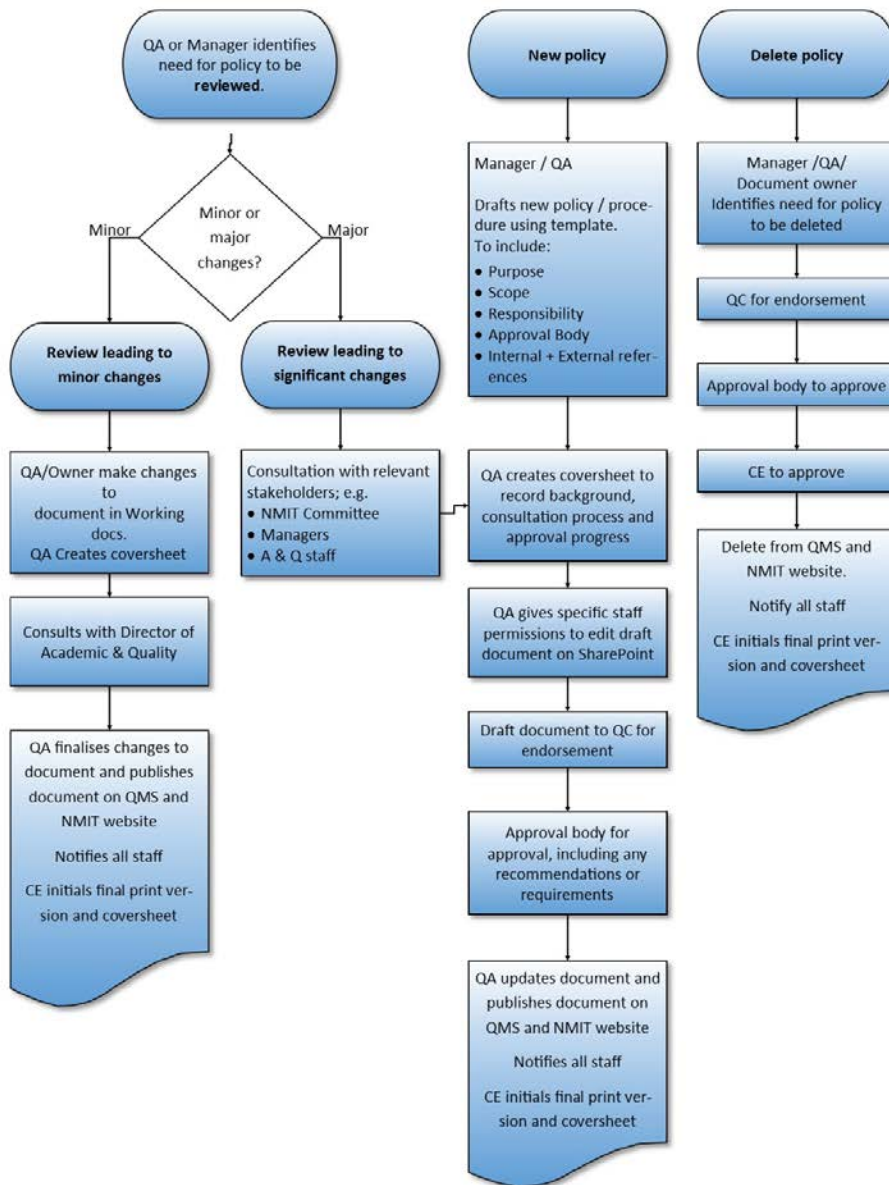 QA or Manager identifies
need for policy to be
reviewed.
Minor or
major
changes?
Minor
Major
Review leading to
minor changes
QA/Owner make changes
to
document in Working
docs.
QA Creates coversheet
Consults with Director of
Academic & Quality
QA finalises changes to
document and publishes
document on QMS and
NMIT website
Notifies all staff
CE initials final print ver-
sion and coversheet
Review leading to
significant changes
Consultation with relevant
stakeholders; e.g.
● NMIT Committee
● Managers
● A & Q staff
New policy
Manager / QA
Drafts new policy / proce-
dure using template.
To include:
● Purpose
● Scope
● Responsibility
● Approval Body
● Internal + External refer-
ences
QA creates coversheet to
record background,
consultation process and
approval progress
QA gives specific staff
permissions to edit draft
document on SharePoint
Draft document to QC for
endorsement
Approval body for
approval, including any
recommendations or
requirements
QA updates document and
publishes document on
QMS and NMIT website
Notifies all staff
CE initials final print ver-
sion and coversheet
Delete policy
Manager /QA/
Document owner
Identifies need for policy
to be deleted
QC for endorsement
Approval body to approve
CE to approve
Delete from QMS and
NMIT website.
Notify all staff
CE initials final print ver-
sion and coversheet